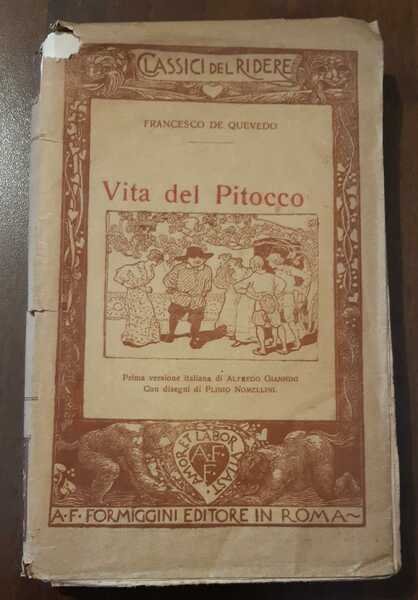 CLASSICI DEL RIDERE
FRANCESCO DE QUEVEDO
Vita del Pitocco
Prima versione italiana di ALFREDO GIANNINI
Con disegni di PLINIO NOMELLINI.
AMOR ET LABOR VITAST
A·F·
F·
A·F· FORMIGGINI EDITORE IN ROMA